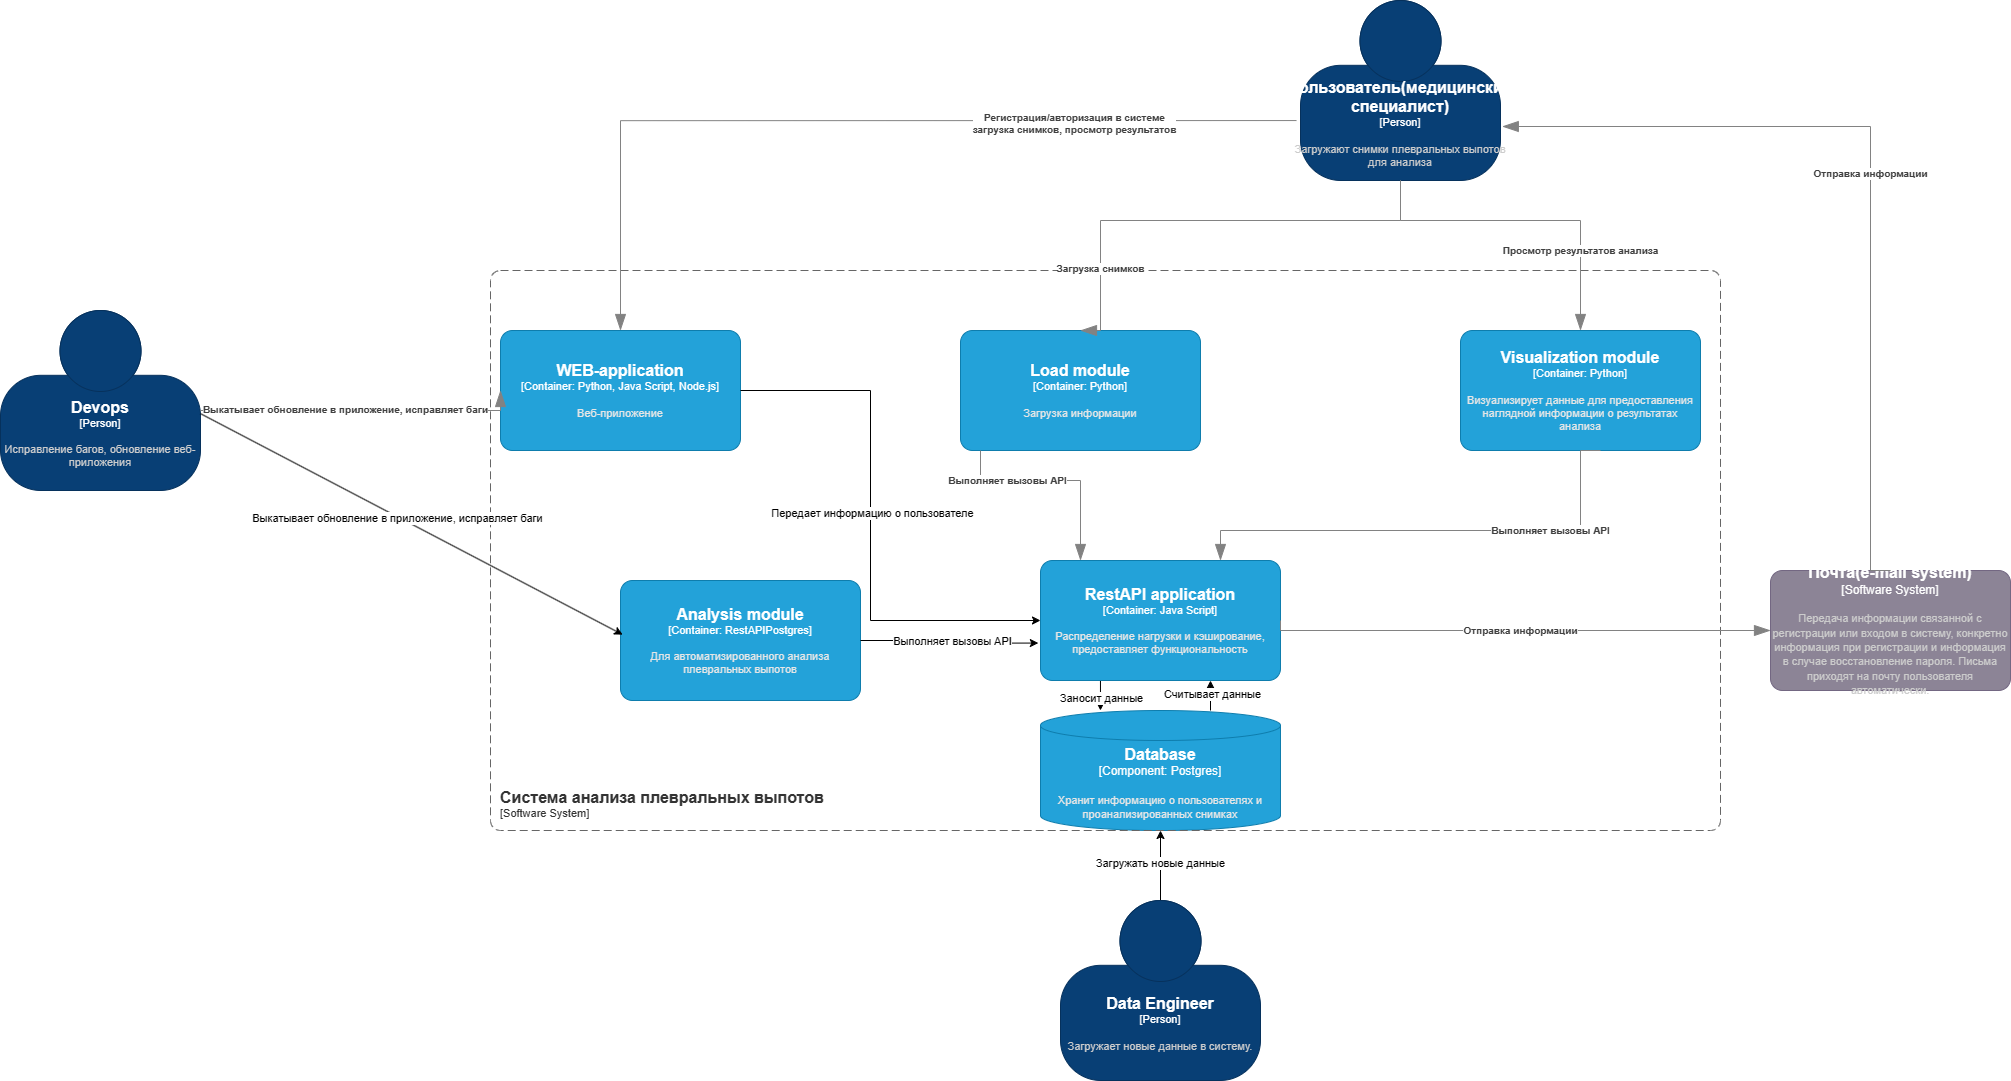 ользователь(медицински
специалист)
[Person]
Загружают снимки плевральных выпотов
для анализа
Регистрация/авторизация в системе
загрузка снимков, просмотр результатов
Отправка информации
Просмотр результатов анализа
Загрузка снимков
Devops
[Person]
Исправление багов, обновление веб-
приложения
Выкатывает обновление в приложение, исправляет баги
WEB-application
[Container: Python, Java Script, Node.js]
Веб-приложение
Load module
[Container: Python]
Загрузка информации
Visualization module
[Container: Python]
Визуализирует данные для предоставления
наглядной информации о результатах
анализа
Выполняет вызовы API
Передает информацию о пользователе
Выкатывает обновление в приложение, исправляет баги
Выполняет вызовы API
Analysis module
[Container: RestAPIPostgres]
Для автоматизированного анализа
плевральных выпотов
Выполняет вызовы API
RestAPI application
[Container: Java Script]
Распределение нагрузки и кэширование,
предоставляет функциональность
Отправка информации
Почта(e-mail system)
[Software System]
Передача информации связанной с
регистрации или входом в систему, конкретно
информация при регистрации и информация
в случае восстановление пароля. Письма
приходят на почту пользователя
автоматически.
Заносит данные
Считывает данные
Database
[Component: Postgres]
Хранит информацию о пользователях и
проанализированных снимках
Система анализа плевральных выпотов
[Software System]
Загружать новые данные
Data Engineer
[Person]
Загружает новые данные в систему.